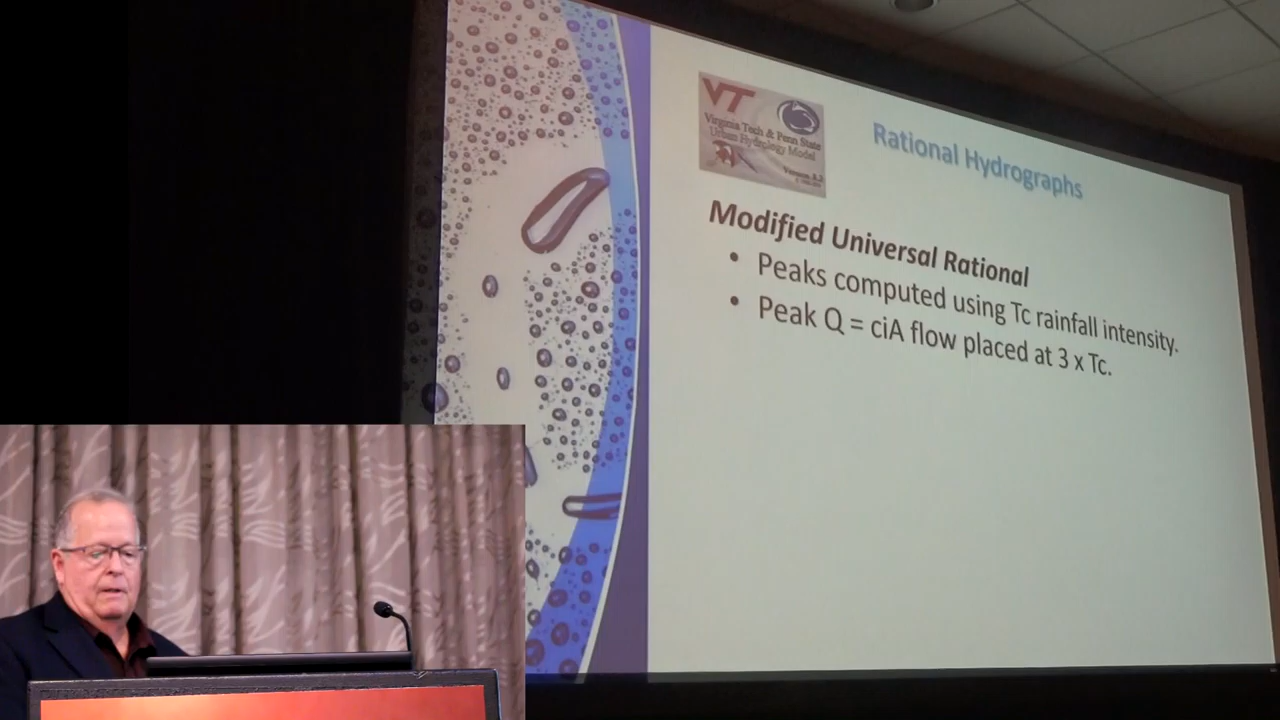 VT
Virginia Tech & Penn State
Urban Hydrology Model
Rational Hydrographs
Modified Universal Rational
• Peaks computed using Tc rainfall intensity.
• Peak Q = ciA flow placed at 3 x Tc.